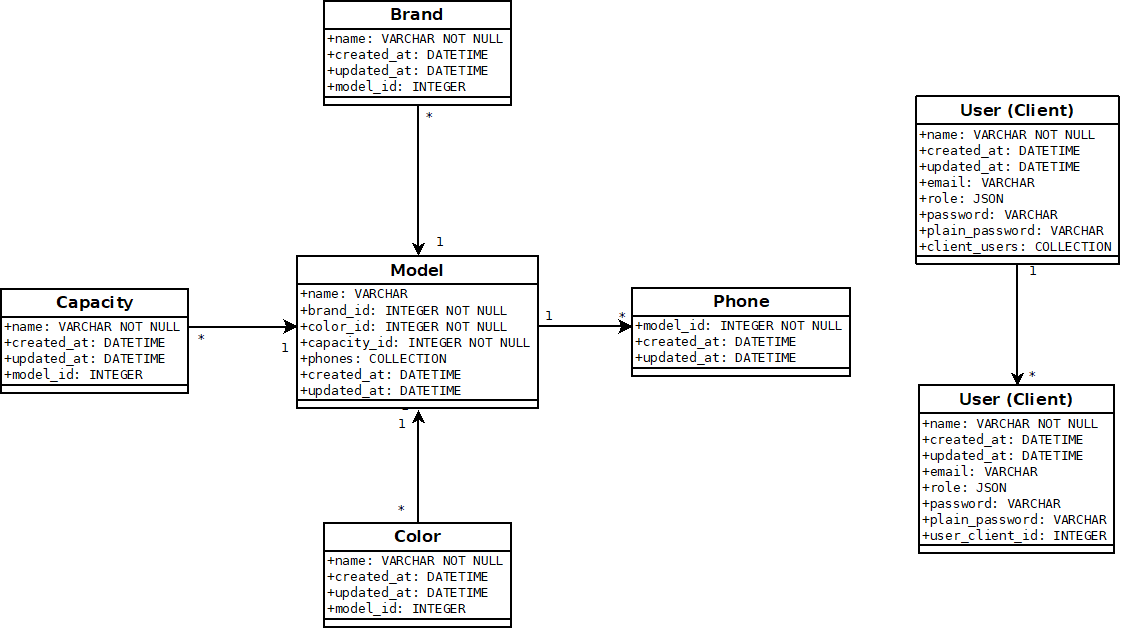 Brand
+name: VARCHAR NOT NULL
+created_at: DATETIME
+updated_at: DATETIME
+model_id: INTEGER
*
1
Capacity
+name: VARCHAR NOT NULL
+created_at: DATETIME
+updated_at: DATETIME
+model_id: INTEGER
*
1
Model
+name: VARCHAR
+brand_id: INTEGER NOT NULL
+color_id: INTEGER NOT NULL
+capacity_id: INTEGER NOT NULL
+phones: COLLECTION
+created_at: DATETIME
+updated_at: DATETIME
1
*
Phone
+model_id: INTEGER NOT NULL
+created_at: DATETIME
+updated_at: DATETIME
1
*
Color
+name: VARCHAR NOT NULL
+created_at: DATETIME
+updated_at: DATETIME
+model_id: INTEGER
User (Client)
+name: VARCHAR NOT NULL
+created_at: DATETIME
+updated_at: DATETIME
+email: VARCHAR
+role: JSON
+password: VARCHAR
+plain_password: VARCHAR
+client_users: COLLECTION
1
*
User (Client)
+name: VARCHAR NOT NULL
+created_at: DATETIME
+updated_at: DATETIME
+email: VARCHAR
+role: JSON
+password: VARCHAR
+plain_password: VARCHAR
+user_client_id: INTEGER